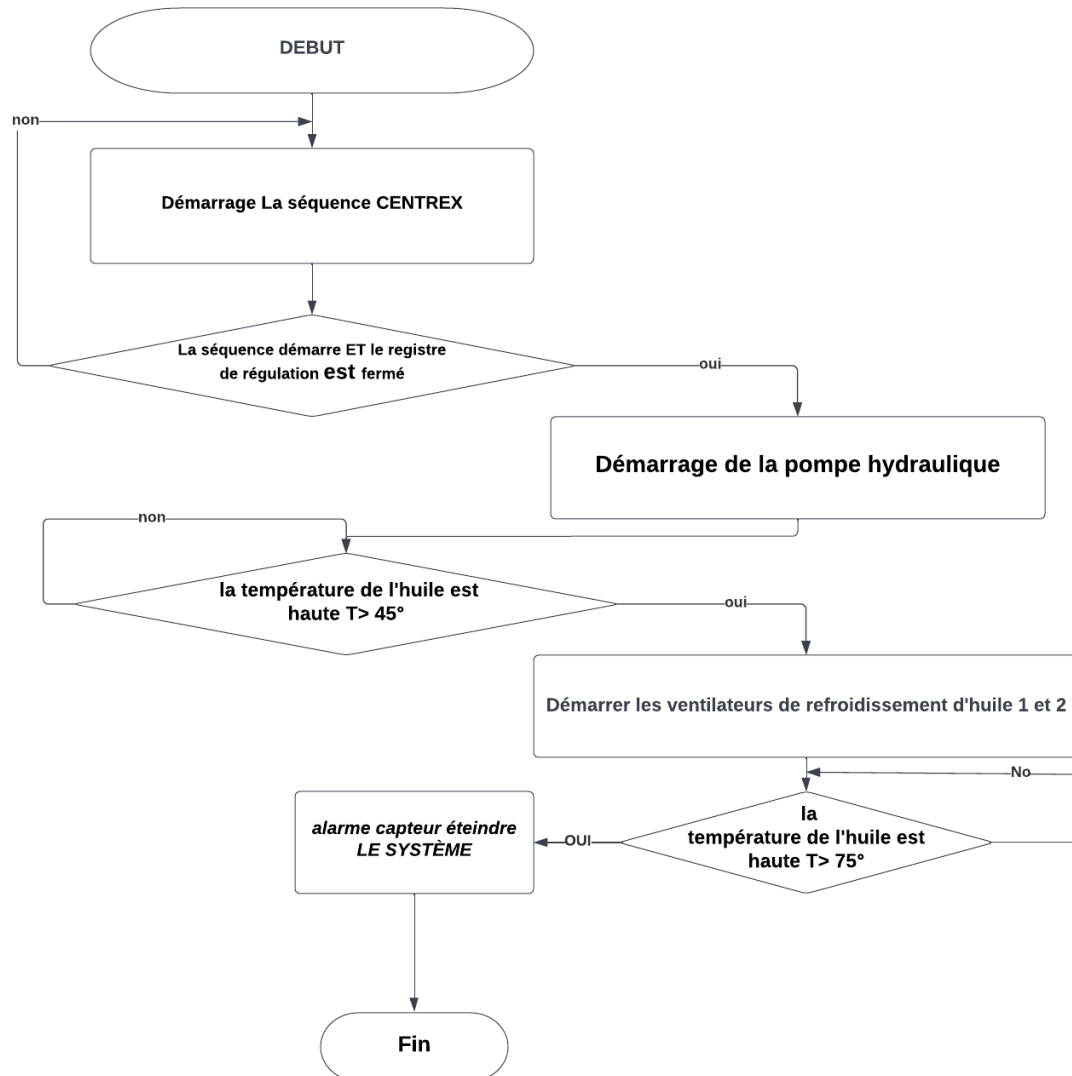 DEBUT
non
Démarrage La séquence CENTREX
La séquence démarre ET le registre
de régulation est fermé
oui
Démarrage de la pompe hydraulique
non
la température de l'huile est
haute T> 45°
oui
Démarrer les ventilateurs de refroidissement d'huile 1 et 2
No
la
température de l'huile est
haute T> 75°
OUI
alarme capteur éteindre
LE SYSTÈME
Fin